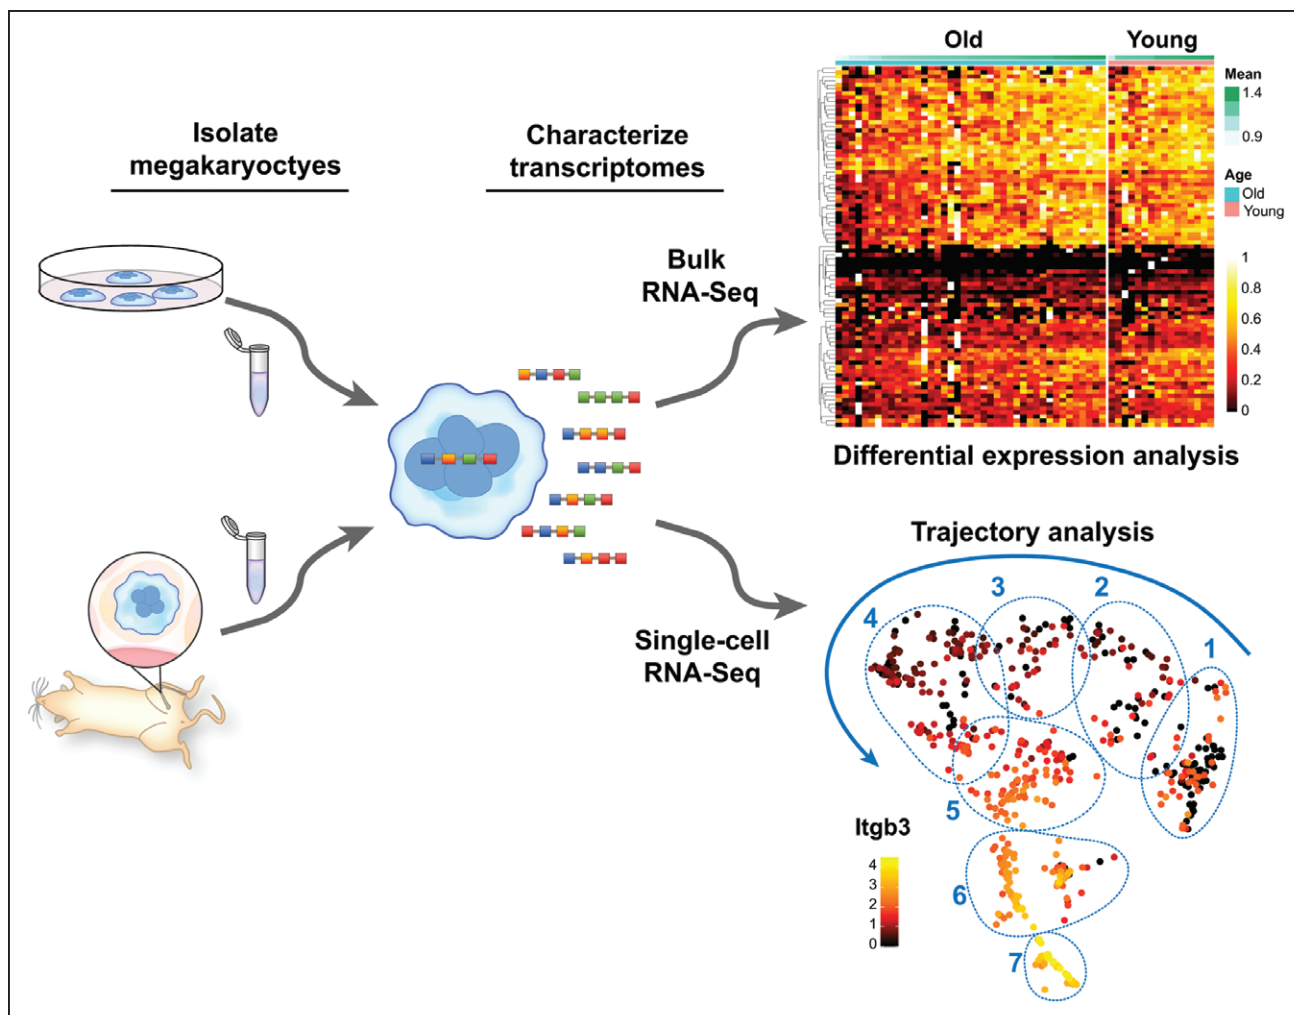 Isolate
megakaryoctyes
Characterize
transcriptomes
Bulk
RNA-Seq
Single-cell
RNA-Seq
Old
Young
Mean
1.4
0.9
Age
Old
Young
1
0.8
0.6
0.4
0.2
0
Differential expression analysis
Trajectory analysis
1
2
3
4
5
6
7
Itgb3
4
3
2
1
0